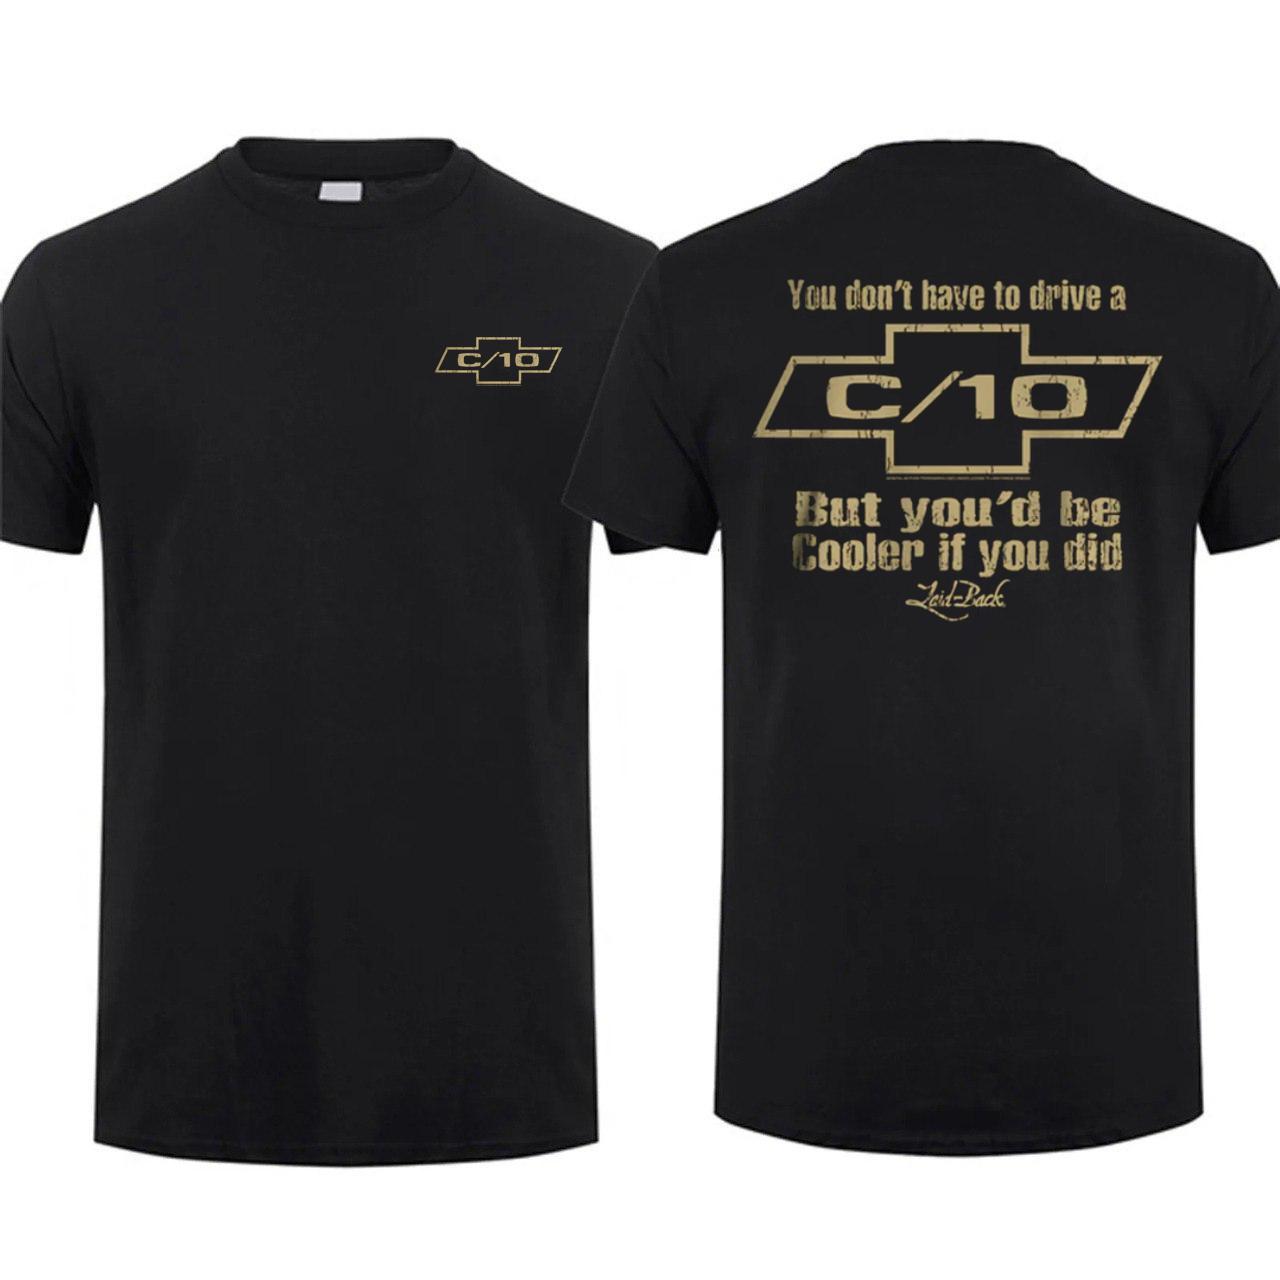 C/10
You don't have to drive a
C/10
But you'd be
Cooler if you did
Laid-Back